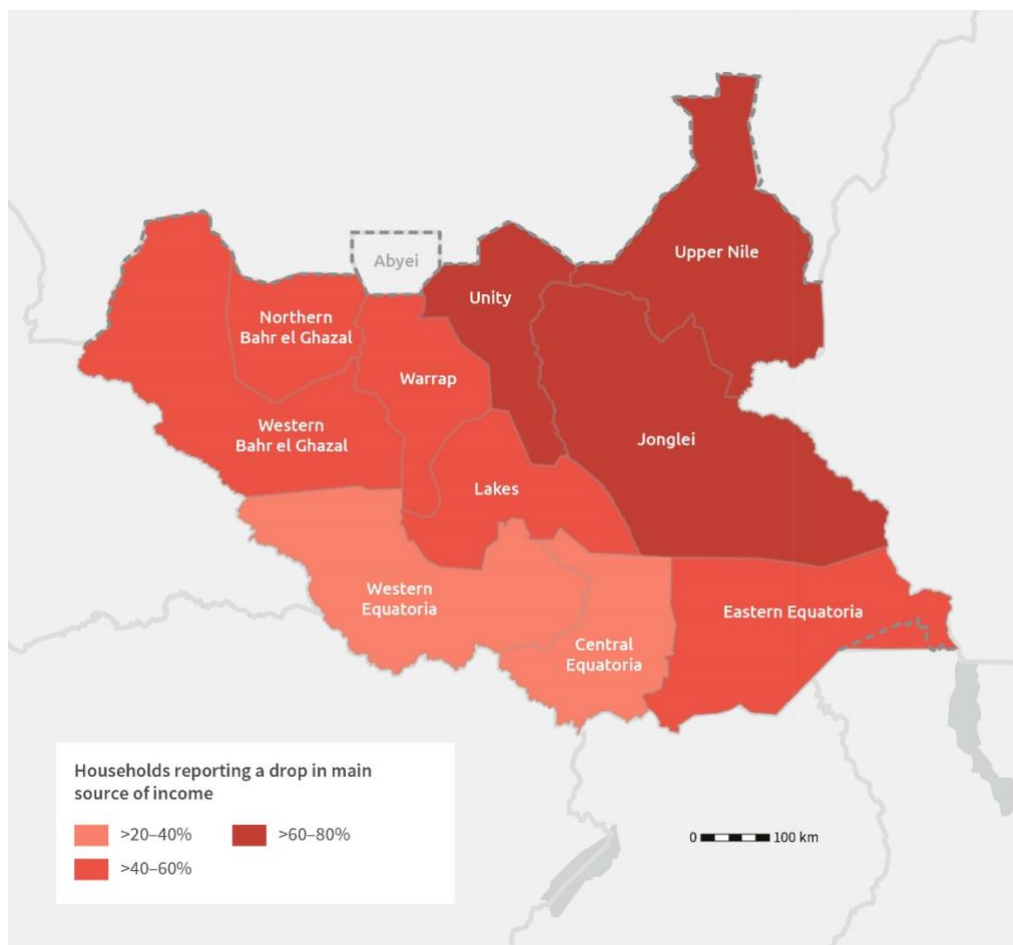 Upper Nile
Abyei
Unity
Northern
Bahr el Ghazal
Warrap
Western
Bahr el Ghazal
Jonglei
Lakes
Western
Equatoria
Eastern Equatoria
Central
Equatoria
Households reporting a drop in main
source of income
>20–40%
>60–80%
>40–60%
0 100 km